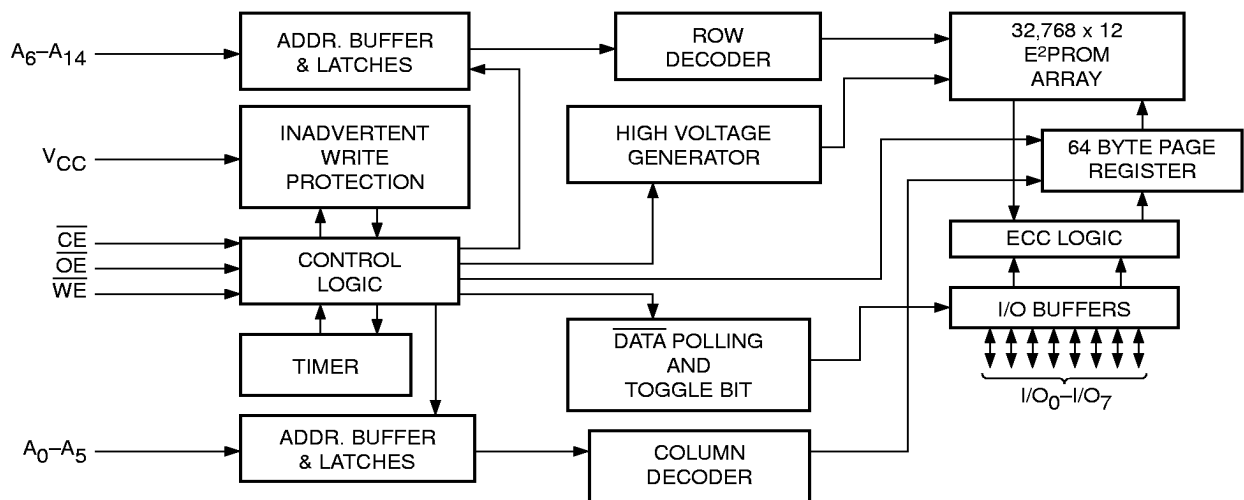 A6–A14
ADDR. BUFFER
& LATCHES
ROW
DECODER
32,768 x 12
E²PROM
ARRAY
VCC
INADVERTENT
WRITE
PROTECTION
HIGH VOLTAGE
GENERATOR
64 BYTE PAGE
REGISTER
CE
OE
WE
CONTROL
LOGIC
ECC LOGIC
I/O BUFFERS
TIMER
DATA POLLING
AND
TOGGLE BIT
I/O0–I/O7
A0–A5
ADDR. BUFFER
& LATCHES
COLUMN
DECODER